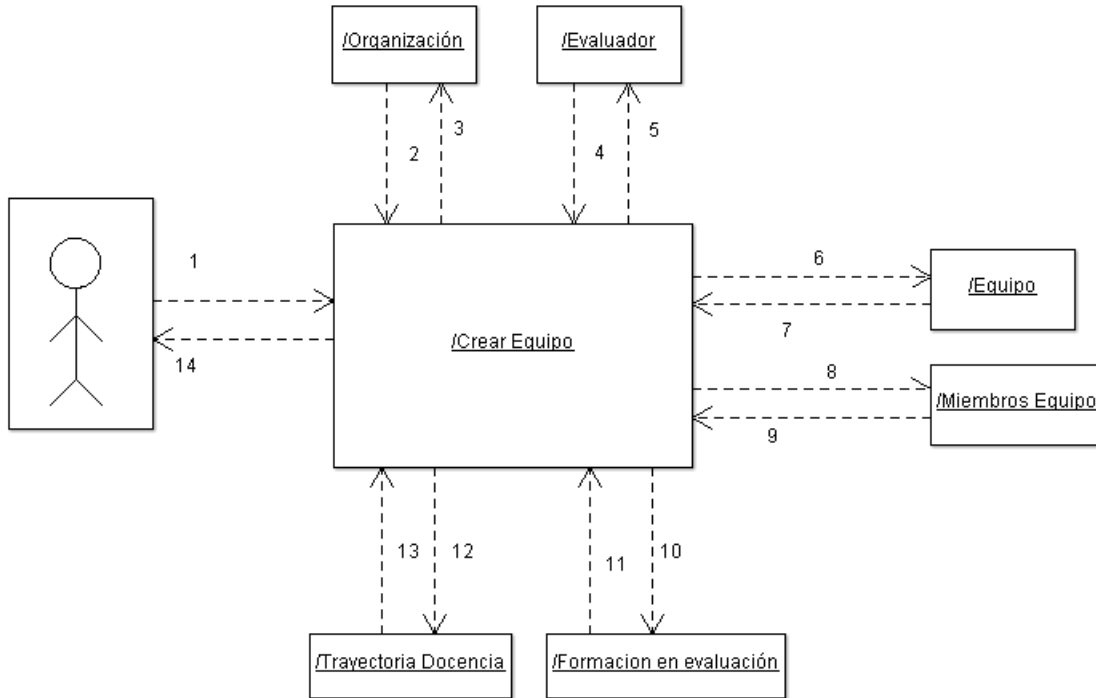 /Organización
/Evaluador
2
3
4
5
1
14
/Crear Equipo
6
/Equipo
7
8
/Miembros Equipo
9
13
12
11
10
/Trayectoria Docencia
/Formacion en evaluación